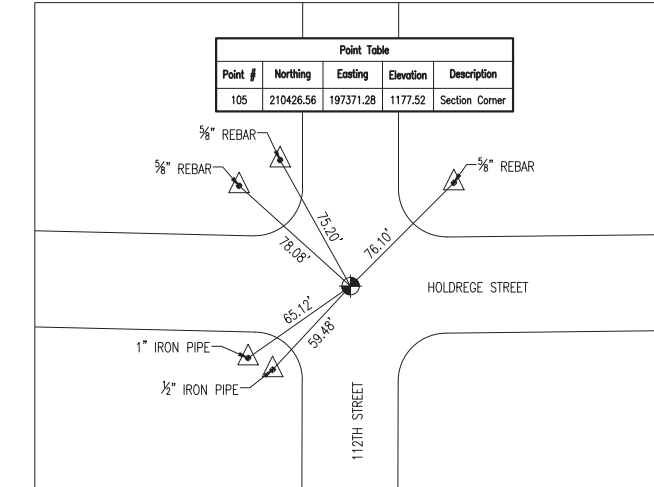 Point Table
Point # Northing Easting Elevation Description
105 210426.56 197371.28 1177.52 Section Corner
⅝" REBAR
⅝" REBAR
⅝" REBAR
75.20'
78.08'
76.10'
HOLDREGE STREET
65.12'
59.48'
1" IRON PIPE
½" IRON PIPE
112TH STREET